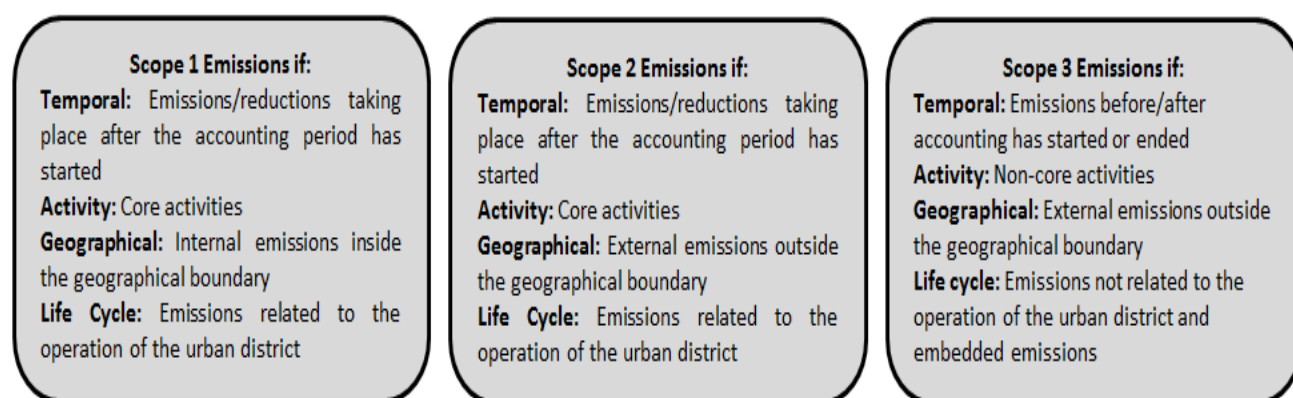 Scope 1 Emissions if:
Temporal: Emissions/reductions taking
place after the accounting period has
started
Activity: Core activities
Geographical: Internal emissions inside
the geographical boundary
Life Cycle: Emissions related to the
operation of the urban district
Scope 2 Emissions if:
Temporal: Emissions/reductions taking
place after the accounting period has
started
Activity: Core activities
Geographical: External emissions outside
the geographical boundary
Life Cycle: Emissions related to the
operation of the urban district
Scope 3 Emissions if:
Temporal: Emissions before/after
accounting has started or ended
Activity: Non-core activities
Geographical: External emissions outside
the geographical boundary
Life cycle: Emissions not related to the
operation of the urban district and
embedded emissions